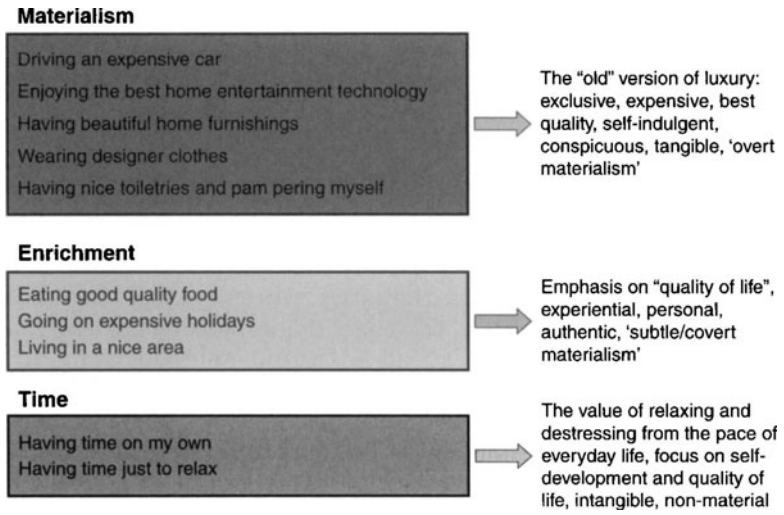 Materialism
Driving an expensive car
Enjoying the best home entertainment technology
Having beautiful home furnishings
Wearing designer clothes
Having nice toiletries and pam pering myself
The “old” version of luxury:
exclusive, expensive, best
quality, self-indulgent,
conspicuous, tangible, ‘overt
materialism’
Enrichment
Eating good quality food
Going on expensive holidays
Living in a nice area
Emphasis on “quality of life”,
experiential, personal,
authentic, ‘subtle/covert
materialism’
Time
Having time on my own
Having time just to relax
The value of relaxing and
destressing from the pace of
everyday life, focus on self-
development and quality of
life, intangible, non-material